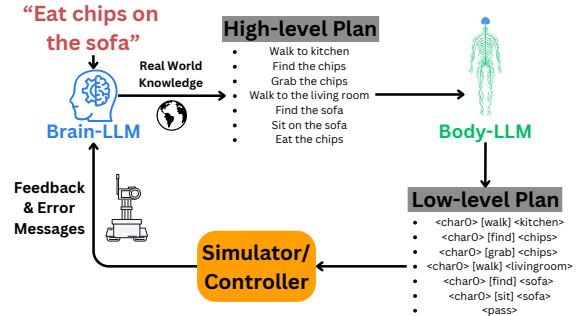 “Eat chips on
the sofa”
Brain-LLM
Real World
Knowledge
High-level Plan
Walk to kitchen
Find the chips
Grab the chips
Walk to the living room
Find the sofa
Sit on the sofa
Eat the chips
Body-LLM
Low-level Plan
<char0> [walk] <kitchen>
<char0> [find] <chips>
<char0> [grab] <chips>
<char0> [walk] <livingroom>
<char0> [find] <sofa>
<char0> [sit] <sofa>
<pass>
Simulator/
Controller
Feedback
& Error
Messages